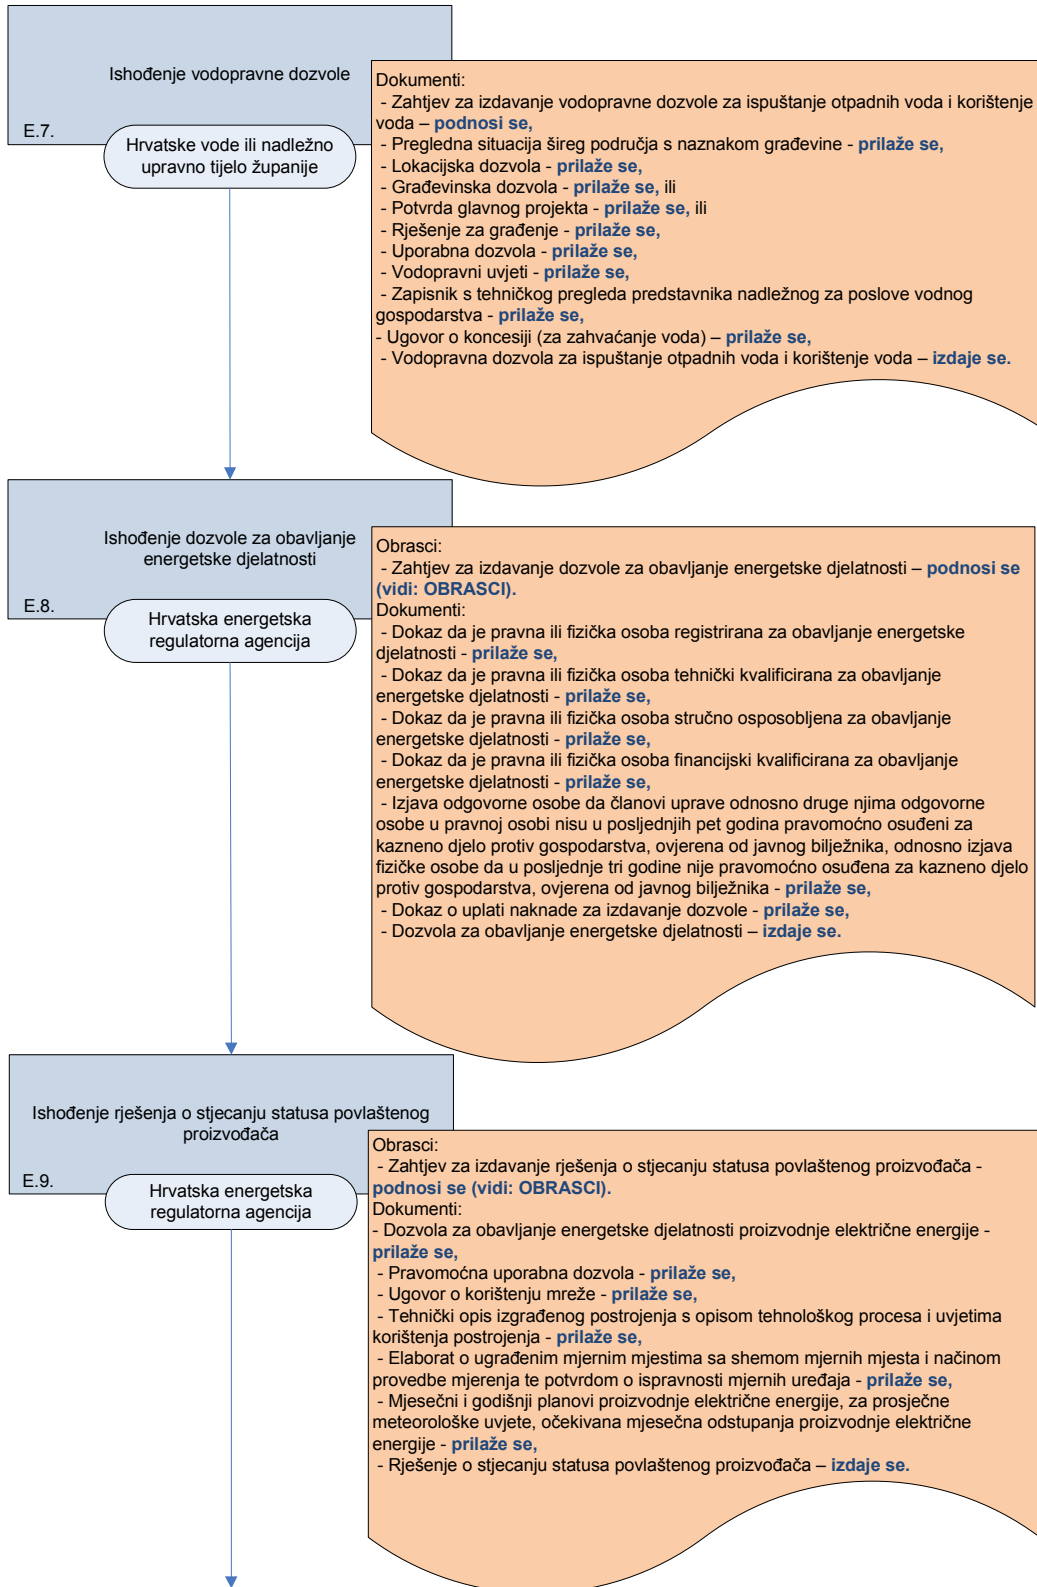 Ishođenje vodopravne dozvole
E.7.
Hrvatske vode ili nadležno
upravno tijelo županije
Dokumenti:
- Zahtjev za izdavanje vodopravne dozvole za ispuštanje otpadnih voda i korištenje
voda – podnosi se,
- Pregledna situacija šireg područja s naznakom građevine - prilaže se,
- Lokacijska dozvola - prilaže se,
- Građevinska dozvola - prilaže se, ili
- Potvrda glavnog projekta - prilaže se, ili
- Rješenje za građenje - prilaže se,
- Uporabna dozvola - prilaže se,
- Vodopravni uvjeti - prilaže se,
- Zapisnik s tehničkog pregleda predstavnika nadležnog za poslove vodnog
gospodarstva - prilaže se,
- Ugovor o koncesiji (za zahvaćanje voda) – prilaže se,
- Vodopravna dozvola za ispuštanje otpadnih voda i korištenje voda – izdaje se.
Ishođenje dozvole za obavljanje
energetske djelatnosti
E.8.
Hrvatska energetska
regulatorna agencija
Obrasci:
- Zahtjev za izdavanje dozvole za obavljanje energetske djelatnosti – podnosi se
(vidi: OBRASCI).
Dokumenti:
- Dokaz da je pravna ili fizička osoba registrirana za obavljanje energetske
djelatnosti - prilaže se,
- Dokaz da je pravna ili fizička osoba tehnički kvalificirana za obavljanje
energetske djelatnosti - prilaže se,
- Dokaz da je pravna ili fizička osoba stručno osposobljena za obavljanje
energetske djelatnosti - prilaže se,
- Dokaz da je pravna ili fizička osoba financijski kvalificirana za obavljanje
energetske djelatnosti - prilaže se,
- Izjava odgovorne osobe da članovi uprave odnosno druge njima odgovorne
osobe u pravnoj osobi nisu u posljednjih pet godina pravomoćno osuđeni za
kazneno djelo protiv gospodarstva, ovjerena od javnog bilježnika, odnosno izjava
fizičke osobe da u posljednje tri godine nije pravomoćno osuđena za kazneno djelo
protiv gospodarstva, ovjerena od javnog bilježnika - prilaže se,
- Dokaz o uplati naknade za izdavanje dozvole - prilaže se,
- Dozvola za obavljanje energetske djelatnosti – izdaje se.
Ishođenje rješenja o stjecanju statusa povlaštenog
proizvođača
E.9.
Hrvatska energetska
regulatorna agencija
Obrasci:
- Zahtjev za izdavanje rješenja o stjecanju statusa povlaštenog proizvođača -
podnosi se (vidi: OBRASCI).
Dokumenti:
- Dozvola za obavljanje energetske djelatnosti proizvodnje električne energije -
prilaže se,
- Pravomoćna uporabna dozvola - prilaže se,
- Ugovor o korištenju mreže - prilaže se,
- Tehnički opis izgrađenog postrojenja s opisom tehnološkog procesa i uvjetima
korištenja postrojenja - prilaže se,
- Elaborat o ugrađenim mjernim mjestima sa shemom mjernih mjesta i načinom
provedbe mjerenja te potvrdom o ispravnosti mjernih uređaja - prilaže se,
- Mjesečni i godišnji planovi proizvodnje električne energije, za prosječne
meteorološke uvjete, očekivana mjesečna odstupanja proizvodnje električne
energije - prilaže se,
- Rješenje o stjecanju statusa povlaštenog proizvođača – izdaje se.